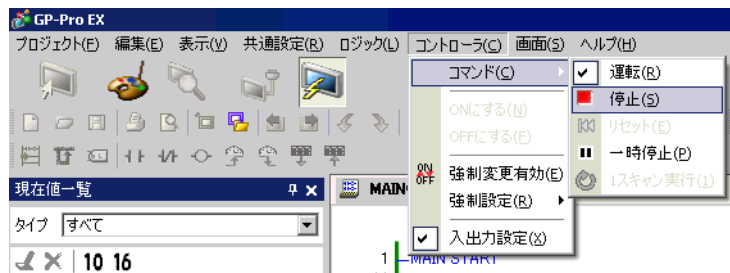 GP-Pro EX
プロジェクト(F) 編集(E) 表示(V) 共通設定(R) ロジック(L) コントローラ(C) 画面(S) ヘルプ(H)
コマンド(C)
運転(R)
停止(S)
ONにする(N)
リセット(E)
OFFにする(F)
一時停止(P)
ON
OFF
強制変更有効(E)
1スキャン実行(1)
強制設定(R)
現在値一覧
MAIN
タイプ すべて
入出力設定(X)
10 16
1 MAIN START